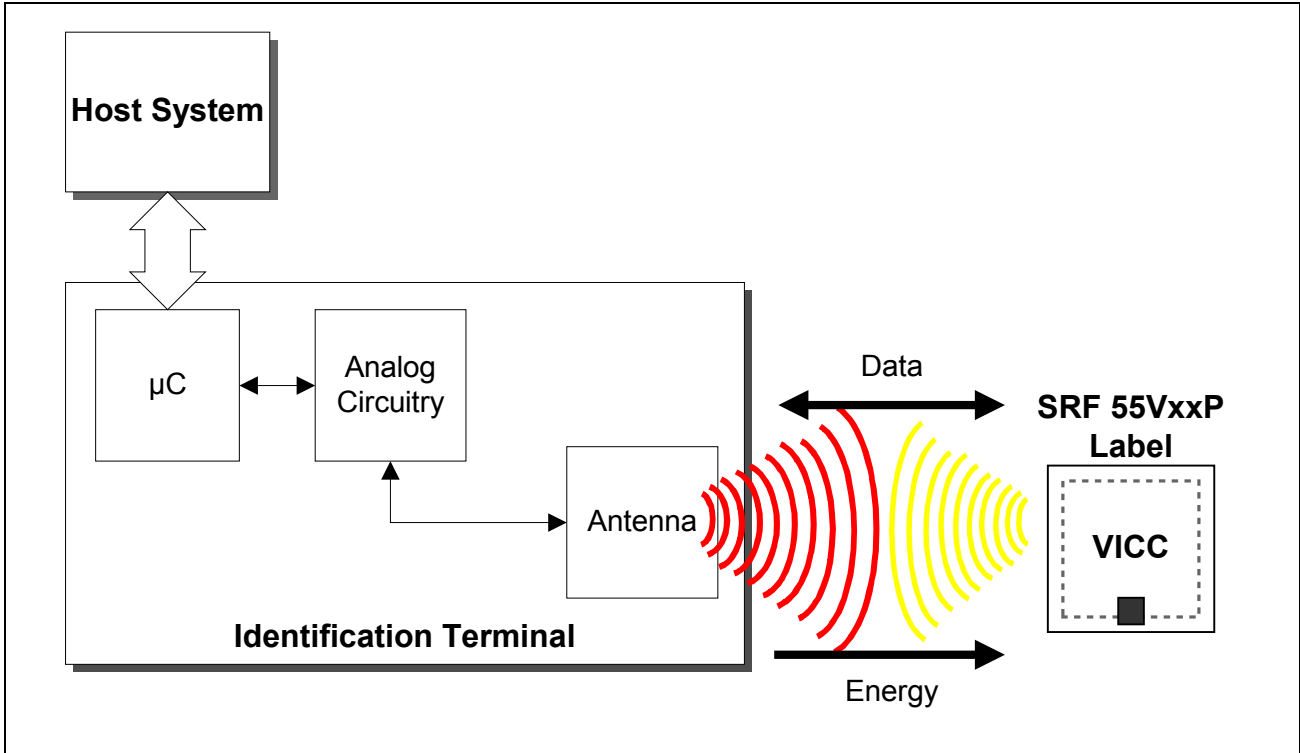 Host System
µC
Analog
Circuitry
Antenna
Identification Terminal
Data
Energy
SRF 55VxxP
Label
VICC